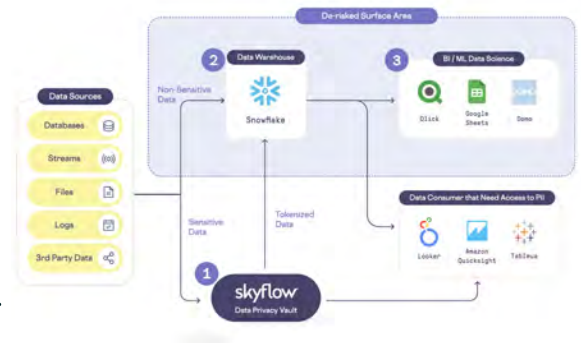 De-risked Surface Area
2
Data Warehouse
3
BI / ML Data Science
Data Sources
Non-Sensitive
Data
Snowflake
Qlick
Google
Sheets
Domo
Databases
Streams
Files
Logs
3rd Party Data
Sensitive
Data
Tokenized
Data
Data Consumer that Need Access to PII
Looker
Amazon
Quicksight
Tableua
1
skyflow
Data Privacy Vault